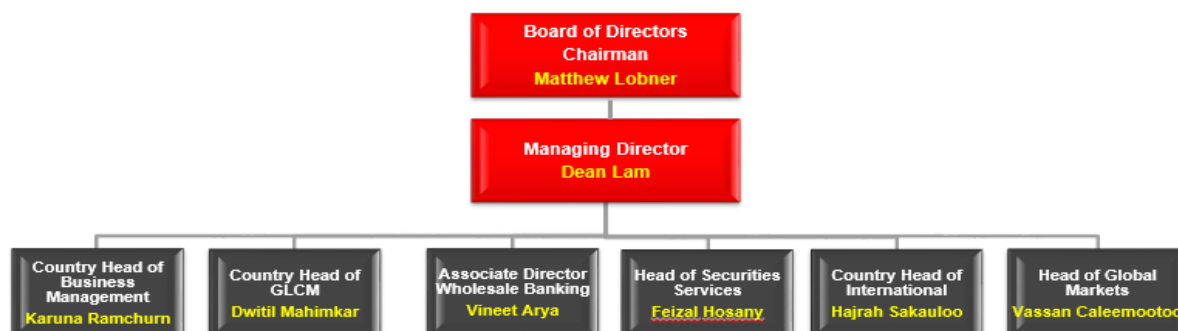 Board of Directors
Chairman
Matthew Lobner
Managing Director
Dean Lam
Country Head of
Business
Management
Karuna Ramchurn
Country Head of
GLCM
Dwitil Mahimkar
Associate Director
Wholesale Banking
Vineet Arya
Head of Securities
Services
Feizal Hosany
Country Head of
International
Hajrah Sakauloo
Head of Global
Markets
Vassan Caleemootoo